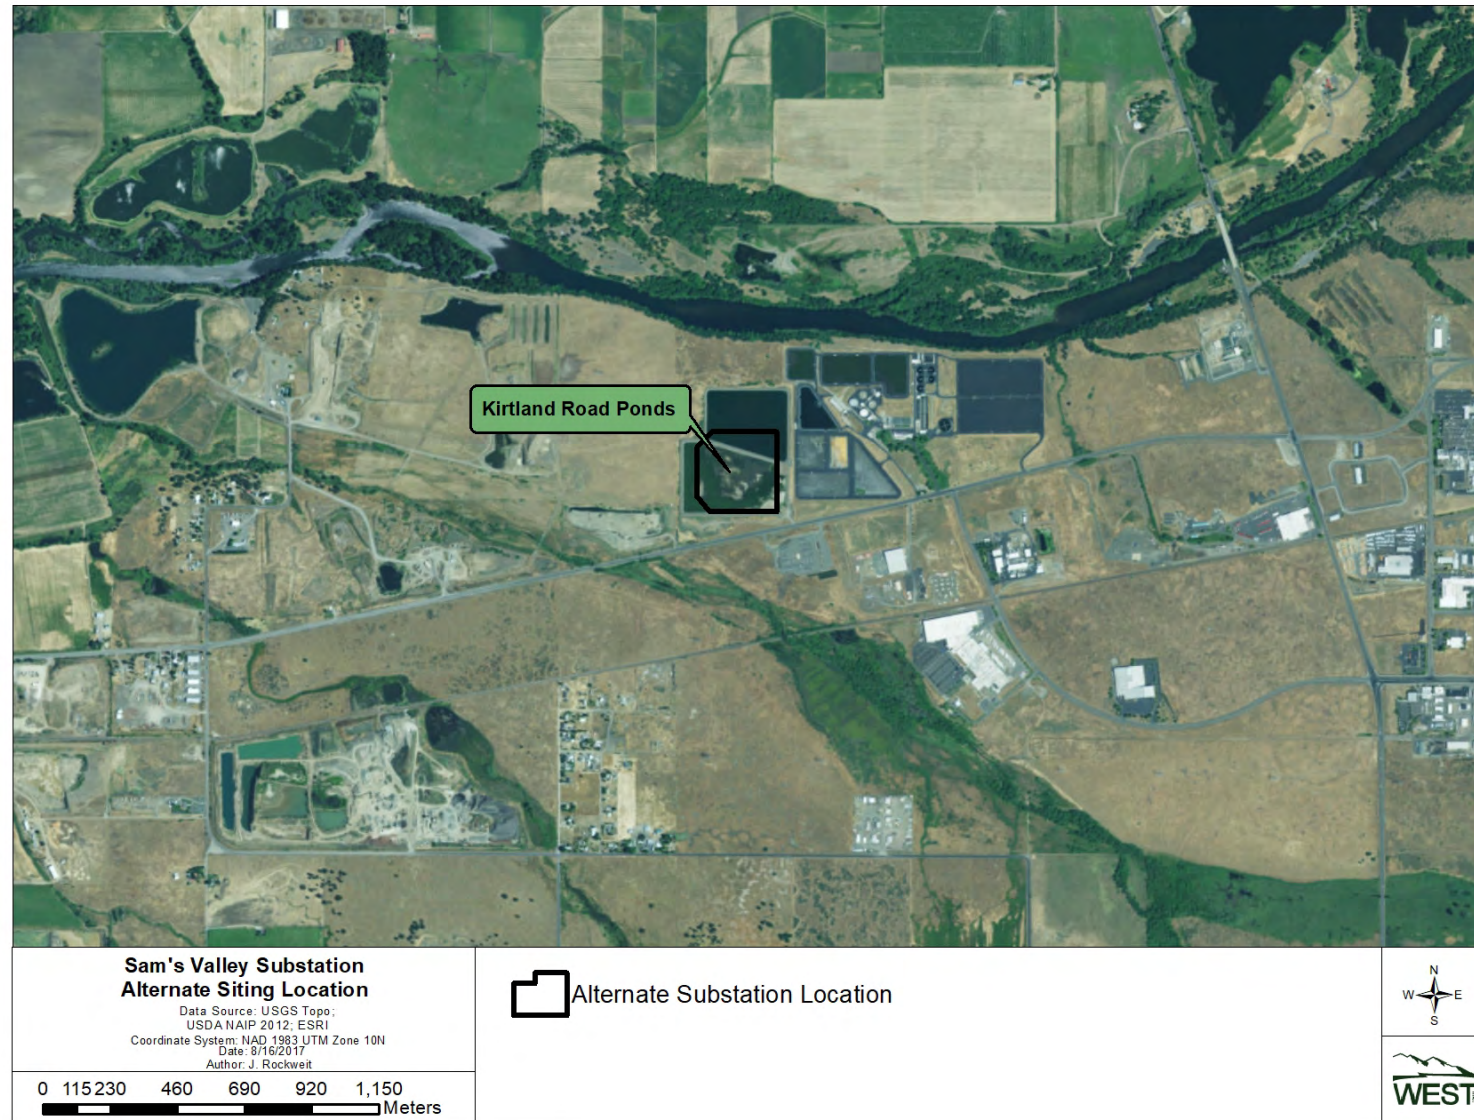 Kirtland Road Ponds
Sam's Valley Substation
Alternate Siting Location
Data Source: USGS Topo;
USDA NAIP 2012; ESRI
Coordinate System: NAD 1983 UTM Zone 10N
Date: 8/16/2017
Author: J. Rockweit
0 115 230 460 690 920 1,150
Meters
Alternate Substation Location
N
W E
S
WEST